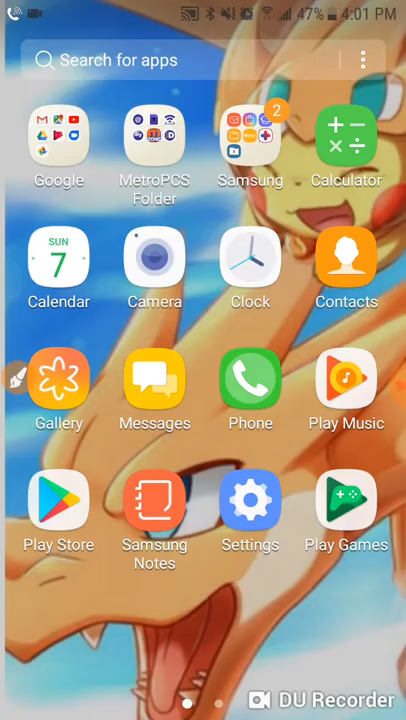 47% 4:01 PM
Search for apps
2
Google
MetroPCS
Folder
Samsung
Calculator
SUN
7
Calendar
Camera
Clock
Contacts
Gallery
Messages
Phone
Play Music
Play Store
Samsung
Notes
Settings
Play Games
DU Recorder